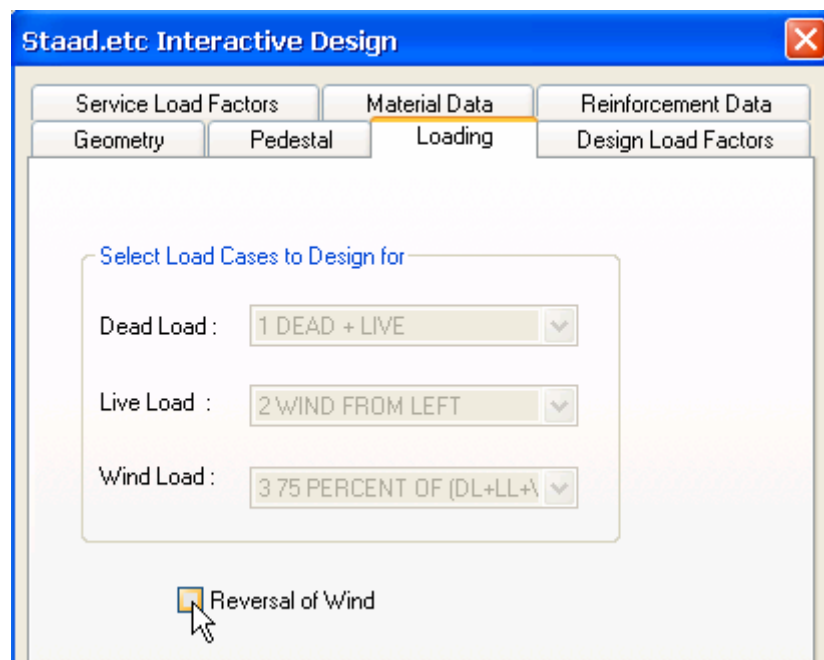 Staad.etc Interactive Design
Service Load Factors Material Data Reinforcement Data
Geometry Pedestal Loading Design Load Factors
Select Load Cases to Design for
Dead Load : 1 DEAD + LIVE
Live Load : 2 WIND FROM LEFT
Wind Load : 3 75 PERCENT OF (DL+LL+\
Reversal of Wind